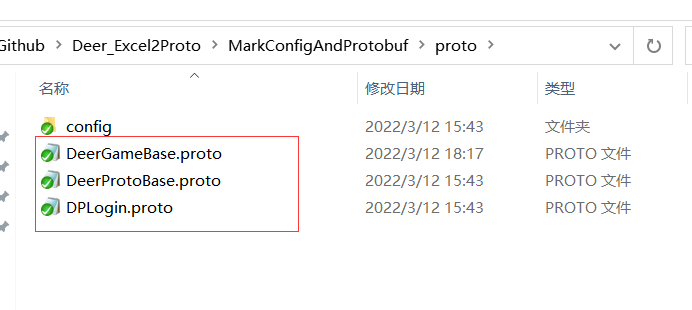 Github > Deer_Excel2Proto > MarkConfigAndProtobuf > proto >
名称 修改日期 类型
config 2022/3/12 15:43 文件夹
DeerGameBase.proto 2022/3/12 18:17 PROTO 文件
DeerProtoBase.proto 2022/3/12 15:43 PROTO 文件
DPLogin.proto 2022/3/12 15:43 PROTO 文件